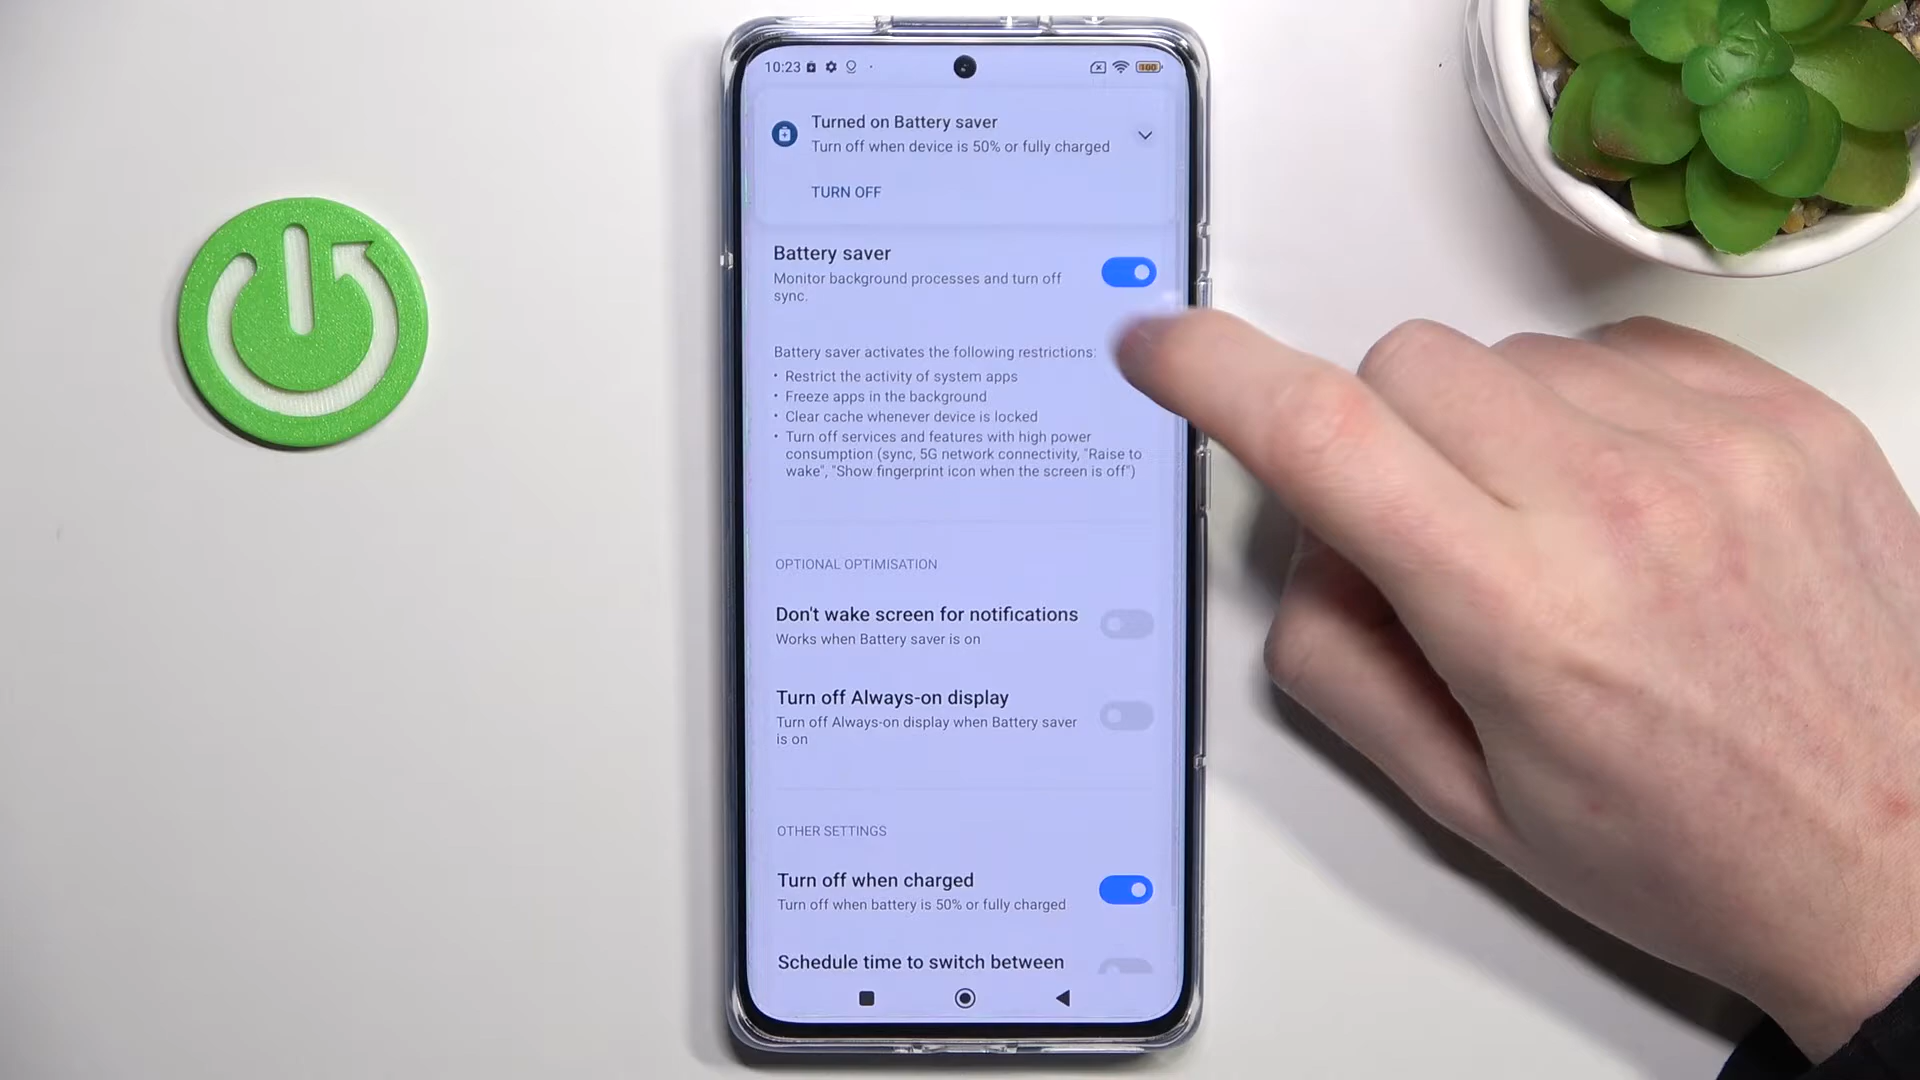 10:23
100
Turned on Battery saver
Turn off when device is 50% or fully charged
TURN OFF
Battery saver
Monitor background processes and turn off
sync.
Battery saver activates the following restrictions:
• Restrict the activity of system apps
• Freeze apps in the background
• Clear cache whenever device is locked
• Turn off services and features with high power
consumption (sync, 5G network connectivity, "Raise to
wake", "Show fingerprint icon when the screen is off")
OPTIONAL OPTIMISATION
Don't wake screen for notifications
Works when Battery saver is on
Turn off Always-on display
Turn off Always-on display when Battery saver
is on
OTHER SETTINGS
Turn off when charged
Turn off when battery is 50% or fully charged
Schedule time to switch between